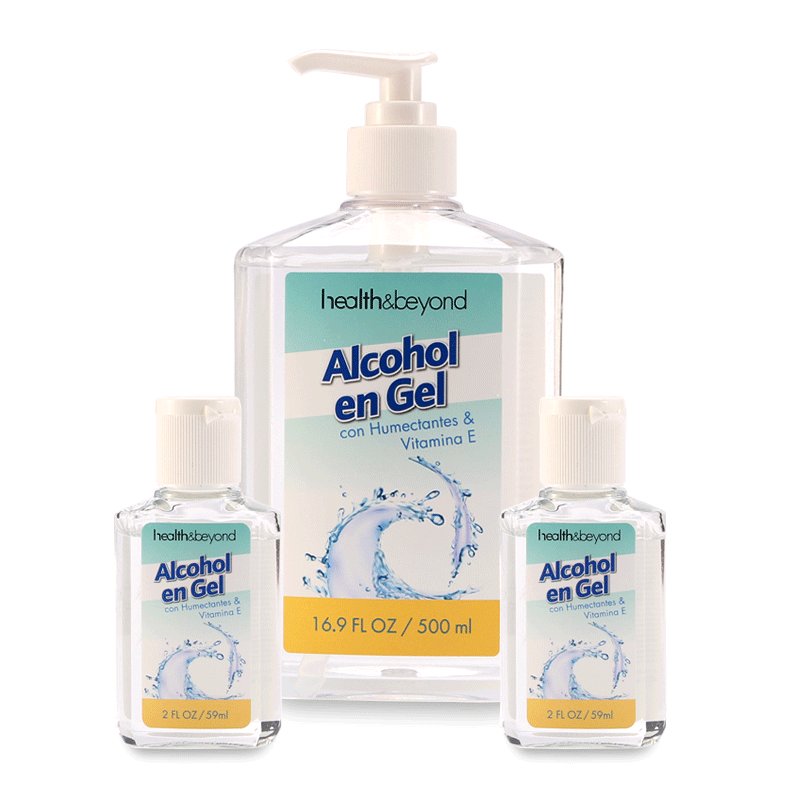 health&beyond
Alcohol
en Gel
con Humectantes &
Vitamina E
16.9 FL OZ / 500 ml
health&beyond
Alcohol
en Gel
con Humectantes &
Vitamina E
2 FL OZ / 59ml
health&beyond
Alcohol
en Gel
con Humectantes &
Vitamina E
2 FL OZ / 59ml